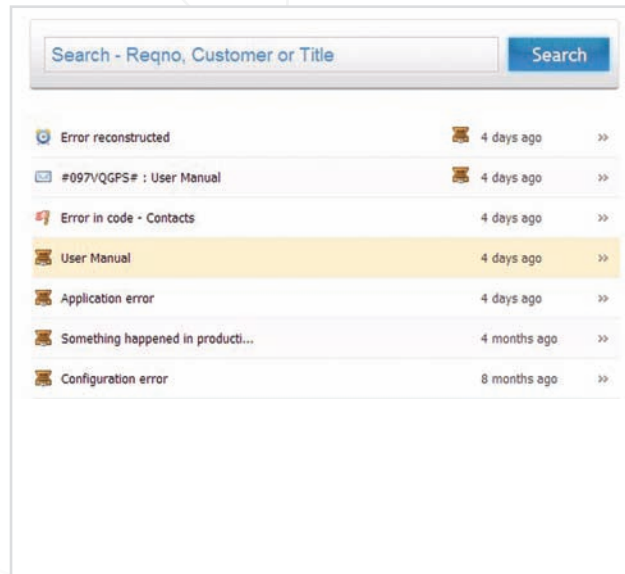 Search - Reqno, Customer or Title Search
Error reconstructed 4 days ago »
#097VQGPS# : User Manual 4 days ago »
Error in code - Contacts 4 days ago »
User Manual 4 days ago »
Application error 4 days ago »
Something happened in producti... 4 months ago »
Configuration error 8 months ago »